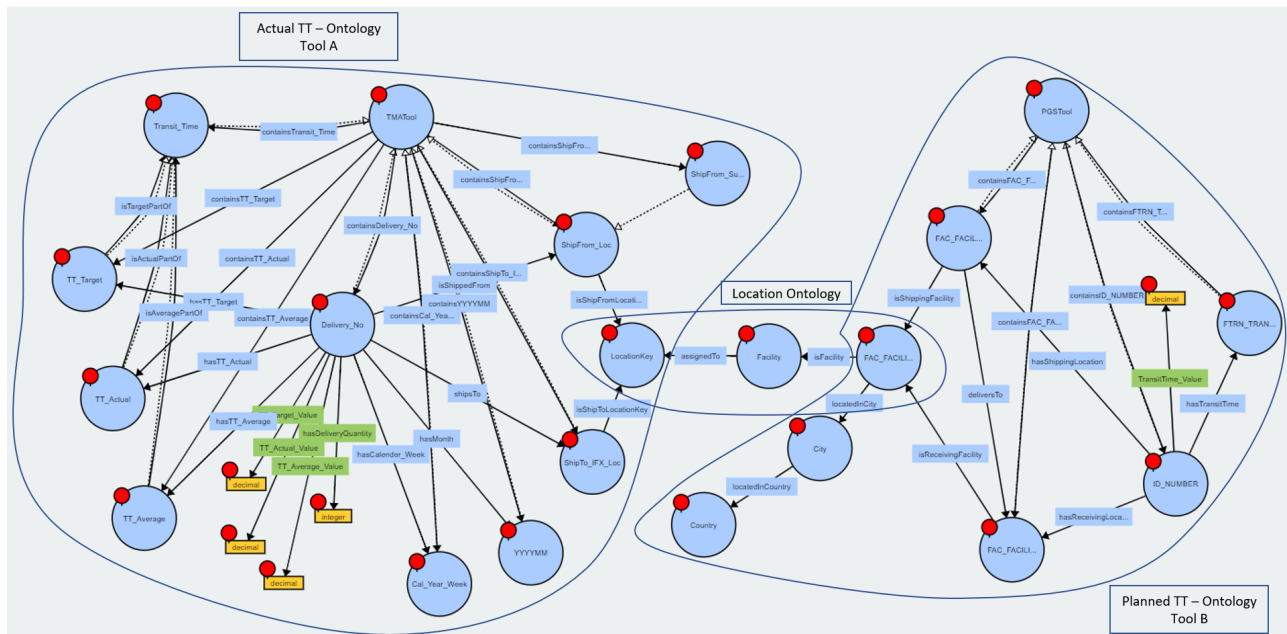 Actual TT – Ontology
Tool A
Transit_Time
containsTransit_Time
TMATool
containsShipFro...
ShipFrom_Su...
containsShipFro...
isTargetPartOf
containsTT_Target
containsDelivery_No
ShipFrom_Loc
TT_Target
isActualPartOf
containsTT_Actual
containsShipTo_I...
isShippedFrom
hasTT_Target
isAveragePartOf
containsTT_Average
containsYYYYMM
containsCal_Yea...
isShipFromLocati...
Delivery_No
hasTT_Actual
TT_Actual
shipsTo
isShipToLocationKey
hasTT_Average
Target_Value
hasDeliveryQuantity
TT_Actual_Value
TT_Average_Value
hasMonth
hasCalender_Week
ShipTo_IFX_Loc
decimal
integer
decimal
decimal
TT_Average
Cal_Year_Week
YYYYMM
Location Ontology
LocationKey
assignedTo
Facility
isFacility
FAC_FACILI...
locatedInCity
City
locatedInCountry
Country
PGSTool
containsFAC_F...
containsFTRN_T...
FAC_FACIL...
isShippingFacility
containsID_NUMBER
decimal
FTRN_TRAN...
containsFAC_FA...
hasShippingLocation
TransitTime_Value
deliversTo
hasTransitTime
isReceivingFacility
ID_NUMBER
hasReceivingLoca...
FAC_FACILI...
Planned TT – Ontology
Tool B